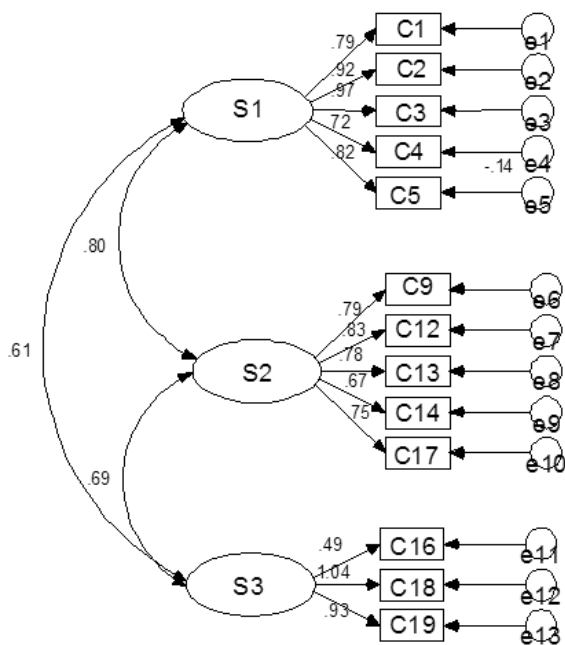 C1
e1
.79
C2
e2
.92
.97
S1
C3
e3
.72
C4
e4
.82
-.14
C5
e5
.80
C9
e6
.79
.83
C12
e7
.78
.61
S2
C13
e8
.67
C14
e9
.75
C17
e10
.69
.49
C16
e11
1.04
S3
C18
e12
.93
C19
e13